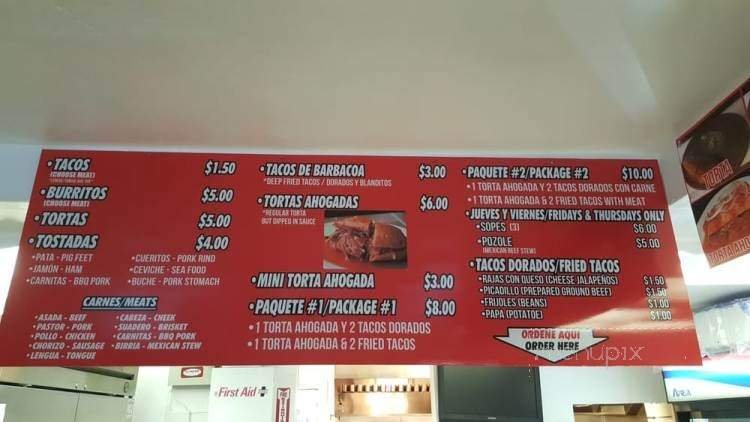 •TACOS $1.50
(CHOOSE MEAT)
•BURRITOS $5.00
(CHOOSE MEAT)
•TORTAS $5.00
•TOSTADAS $4.00
•PATA - PIG FEET
•JAMÓN - HAM
•CARNITAS - BBQ PORK
•CUERITOS - PORK RIND
•CEVICHE - SEA FOOD
•BUCHE - PORK STOMACH
CARNES/MEATS
•ASADA - BEEF
•PASTOR - PORK
•POLLO - CHICKEN
•CHORIZO - SAUSAGE
•LENGUA - TONGUE
•CABEZA - CHEEK
•SUADERO - BRISKET
•CARNITAS - BBQ PORK
•BIRRIA - MEXICAN STEW
•TACOS DE BARBACOA $3.00
*DEEP FRIED TACOS / DORADOS Y BLANDITOS
•TORTAS AHOGADAS $6.00
*REGULAR TORTA
BUT DIPPED IN SAUCE
•MINI TORTA AHOGADA $3.00
•PAQUETE #1/PACKAGE #1 $8.00
•1 TORTA AHOGADA Y 2 TACOS DORADOS
•1 TORTA AHOGADA & 2 FRIED TACOS
•PAQUETE #2/PACKAGE #2 $10.00
•1 TORTA AHOGADA Y 2 TACOS DORADOS CON CARNE
•1 TORTA AHOGADA & 2 FRIED TACOS WITH MEAT
•JUEVES Y VIERNES/FRIDAYS & THURSDAYS ONLY
•SOPES (3) $6.00
•POZOLE $5.00
(MEXICAN BEEF STEW)
•TACOS DORADOS/FRIED TACOS
•RAJAS CON QUESO (CHEESE JALAPEÑOS) $1.50
•PICADILLO (PREPARED GROUND BEEF) $1.50
•FRIJOLES (BEANS) $1.00
•PAPA (POTATOE) $1.00
ORDENE AQUI
ORDER HERE
menupix
TORTA
TORTA
First Aid